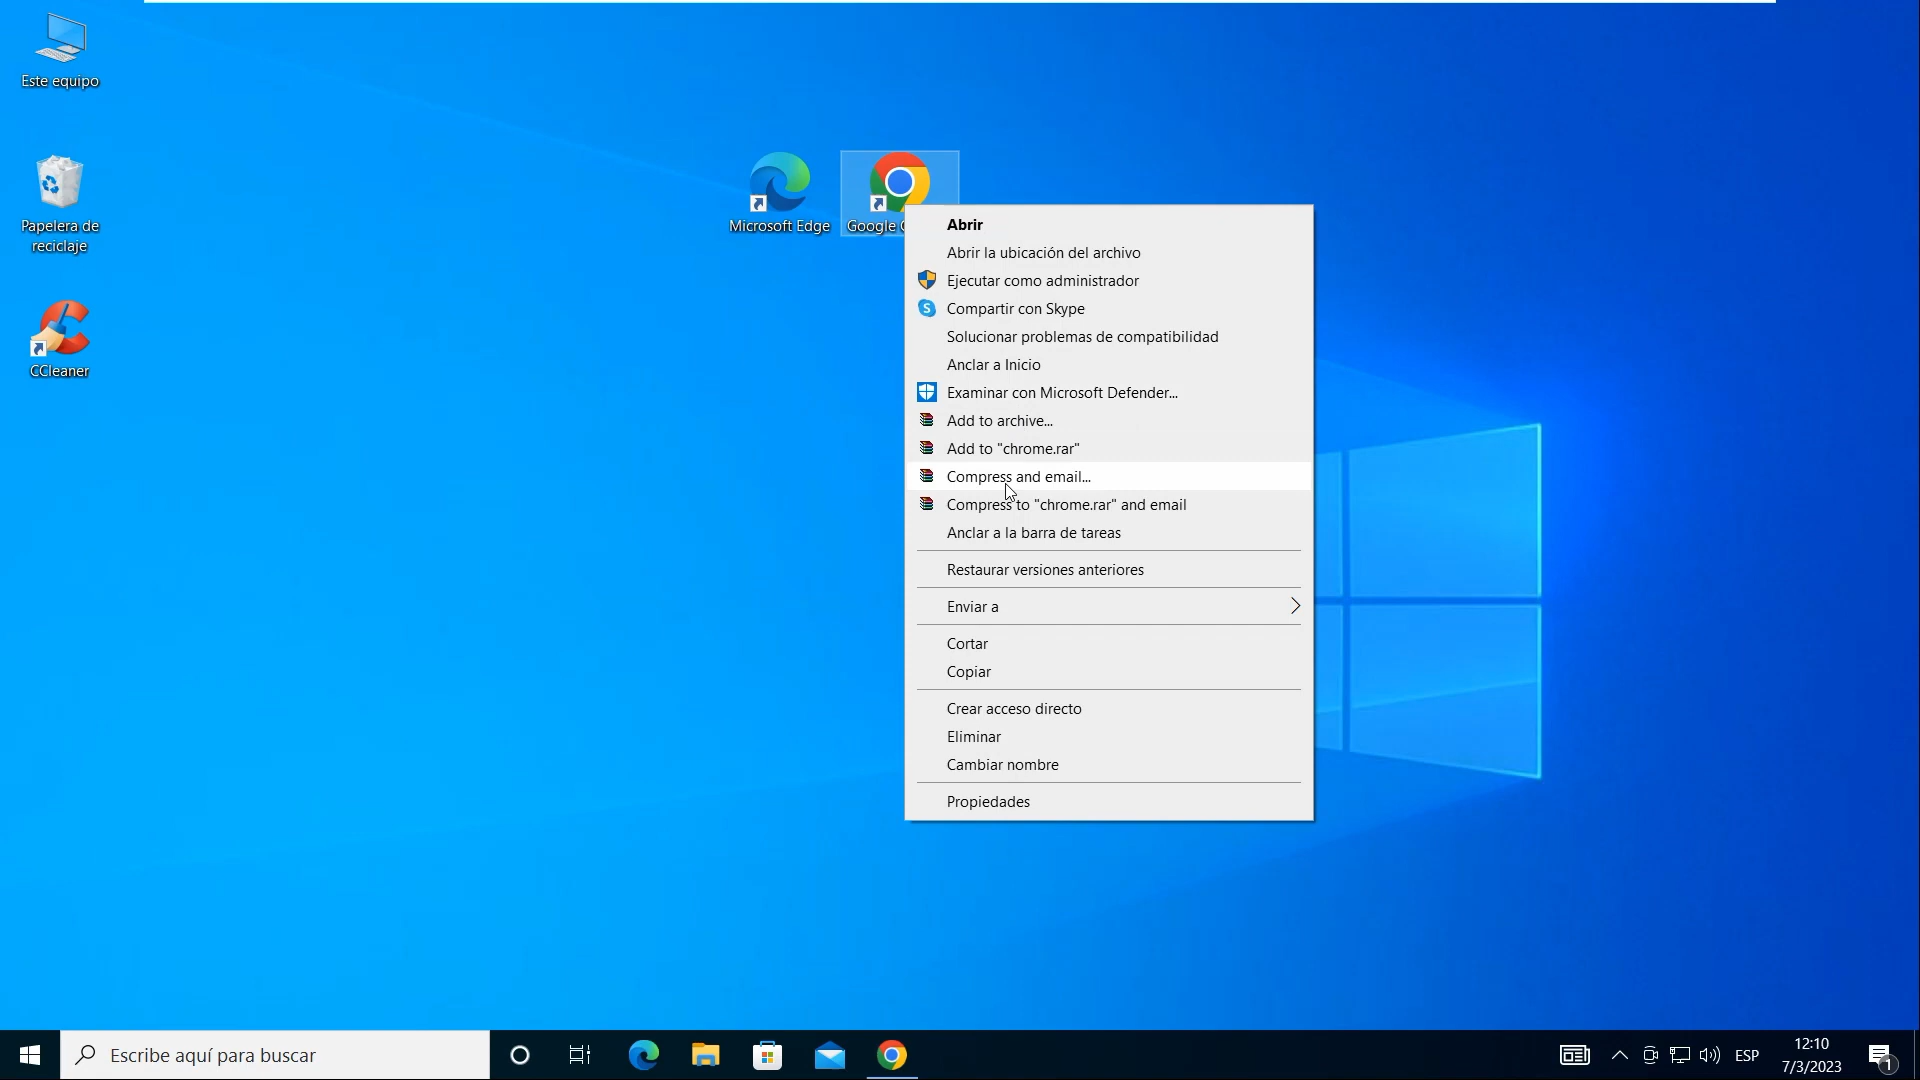 Este equipo
Papelera de
reciclaje
CCleaner
Microsoft Edge
Google
Abrir
Abrir la ubicación del archivo
Ejecutar como administrador
Compartir con Skype
Solucionar problemas de compatibilidad
Anclar a Inicio
Examinar con Microsoft Defender...
Add to archive...
Add to "chrome.rar"
Compress and email...
Compress to "chrome.rar" and email
Anclar a la barra de tareas
Restaurar versiones anteriores
Enviar a
Cortar
Copiar
Crear acceso directo
Eliminar
Cambiar nombre
Propiedades
Escribe aquí para buscar
ESP
12:10
7/3/2023
1